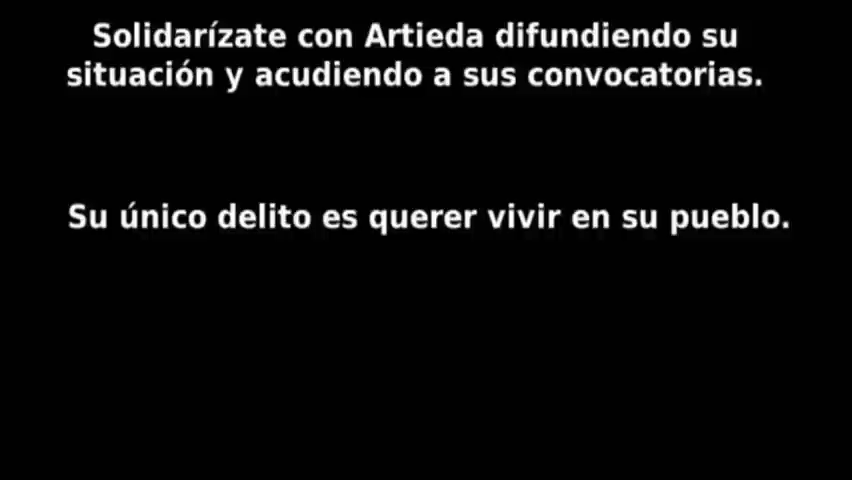 Solidarízate con Artieda difundiendo su
situación y acudiendo a sus convocatorias.
Su único delito es querer vivir en su pueblo.